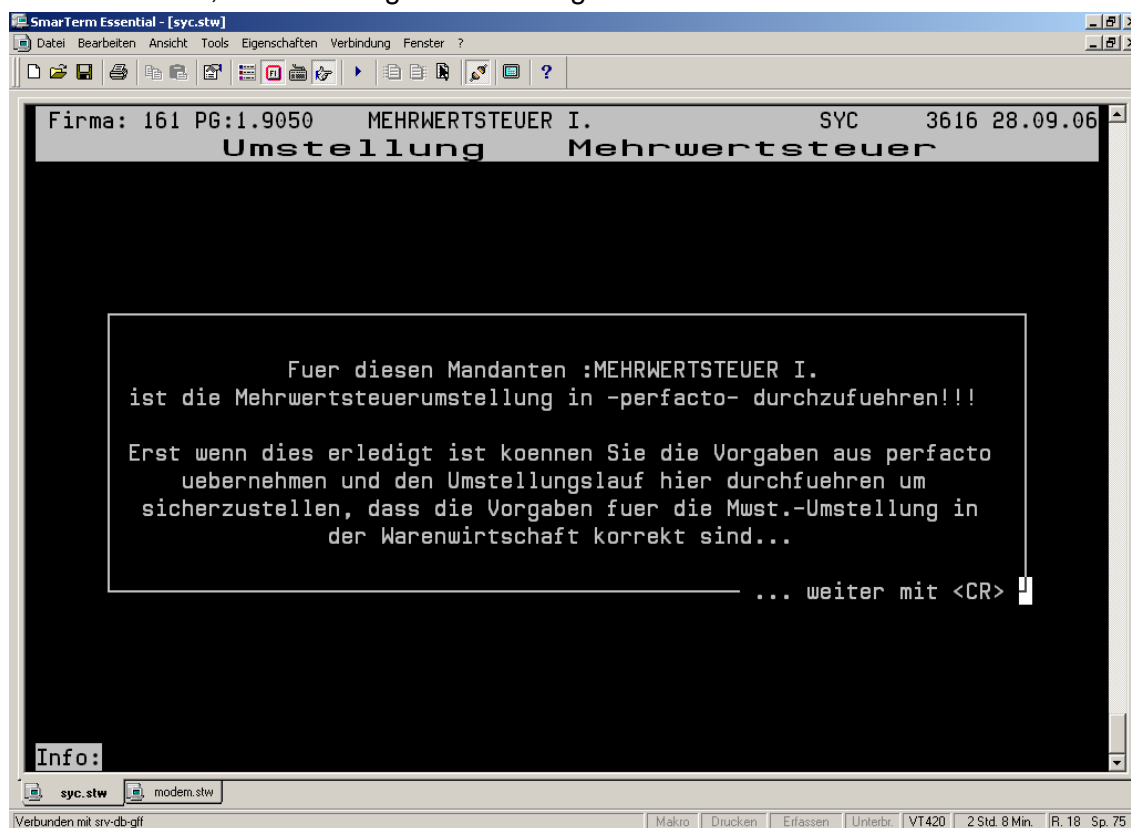 SmarTerm Essential - [syc.stw]
Datei Bearbeiten Ansicht Tools Eigenschaften Verbindung Fenster ?
Firma: 161 PG:1.9050 MEHRWERTSTEUER I. SYC 3616 28.09.06
Umstellung Mehrwertsteuer
Fuer diesen Mandanten :MEHRWERTSTEUER I.
ist die Mehrwertsteuerumstellung in -perfacto- durchzufuehren!!!
Erst wenn dies erledigt ist koennen Sie die Vorgaben aus perfacto
uebernehmen und den Umstellungslauf hier durchfuehren um
sicherzustellen, dass die Vorgaben fuer die Mwst.-Umstellung in
der Warenwirtschaft korrekt sind...
... weiter mit <CR>
Info:
syc.stw modem.stw
Verbunden mit srv-db-gff Makro Drucken Erfassen Unterbr. VT420 2 Std. 8 Min. R. 18 Sp. 75